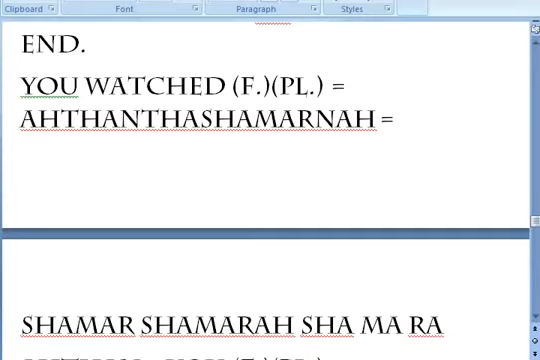 Clipboard Font Paragraph Styles
END.
YOU WATCHED (F.)(PL.) =
AHTHANTHASHAMARNAH =
SHAMAR SHAMARAH SHA MA RA